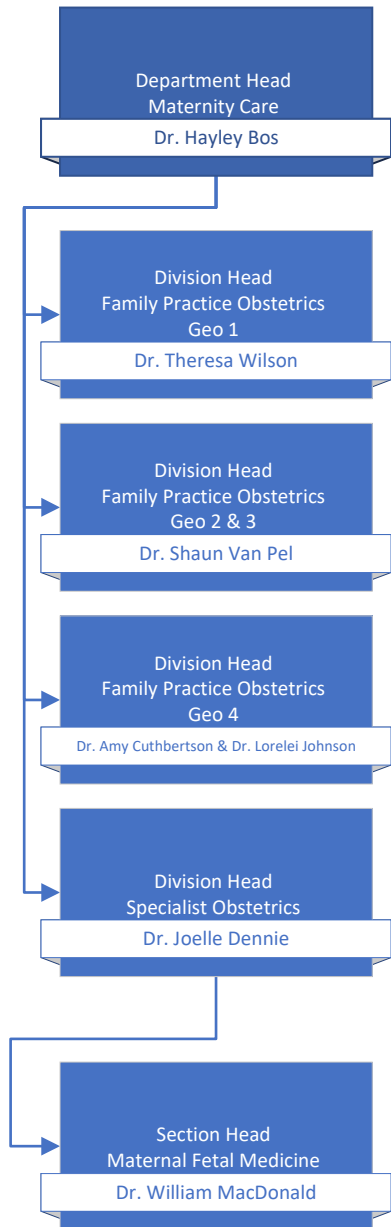 Department Head
Maternity Care
Dr. Hayley Bos
Division Head
Family Practice Obstetrics
Geo 1
Dr. Theresa Wilson
Division Head
Family Practice Obstetrics
Geo 2 & 3
Dr. Shaun Van Pel
Division Head
Family Practice Obstetrics
Geo 4
Dr. Amy Cuthbertson & Dr. Lorelei Johnson
Division Head
Specialist Obstetrics
Dr. Joelle Dennie
Section Head
Maternal Fetal Medicine
Dr. William MacDonald